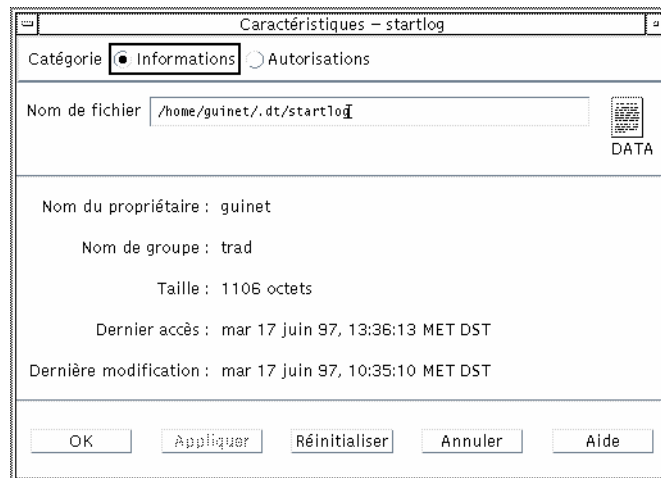 Caractéristiques – startlog
Catégorie Informations Autorisations
Nom de fichier /home/guinet/.dt/startlog
DATA
Nom du propriétaire : guinet
Nom de groupe : trad
Taille : 1106 octets
Dernier accès : mar 17 juin 97, 13:36:13 MET DST
Dernière modification : mar 17 juin 97, 10:35:10 MET DST
OK Appliquer Réinitialiser Annuler Aide